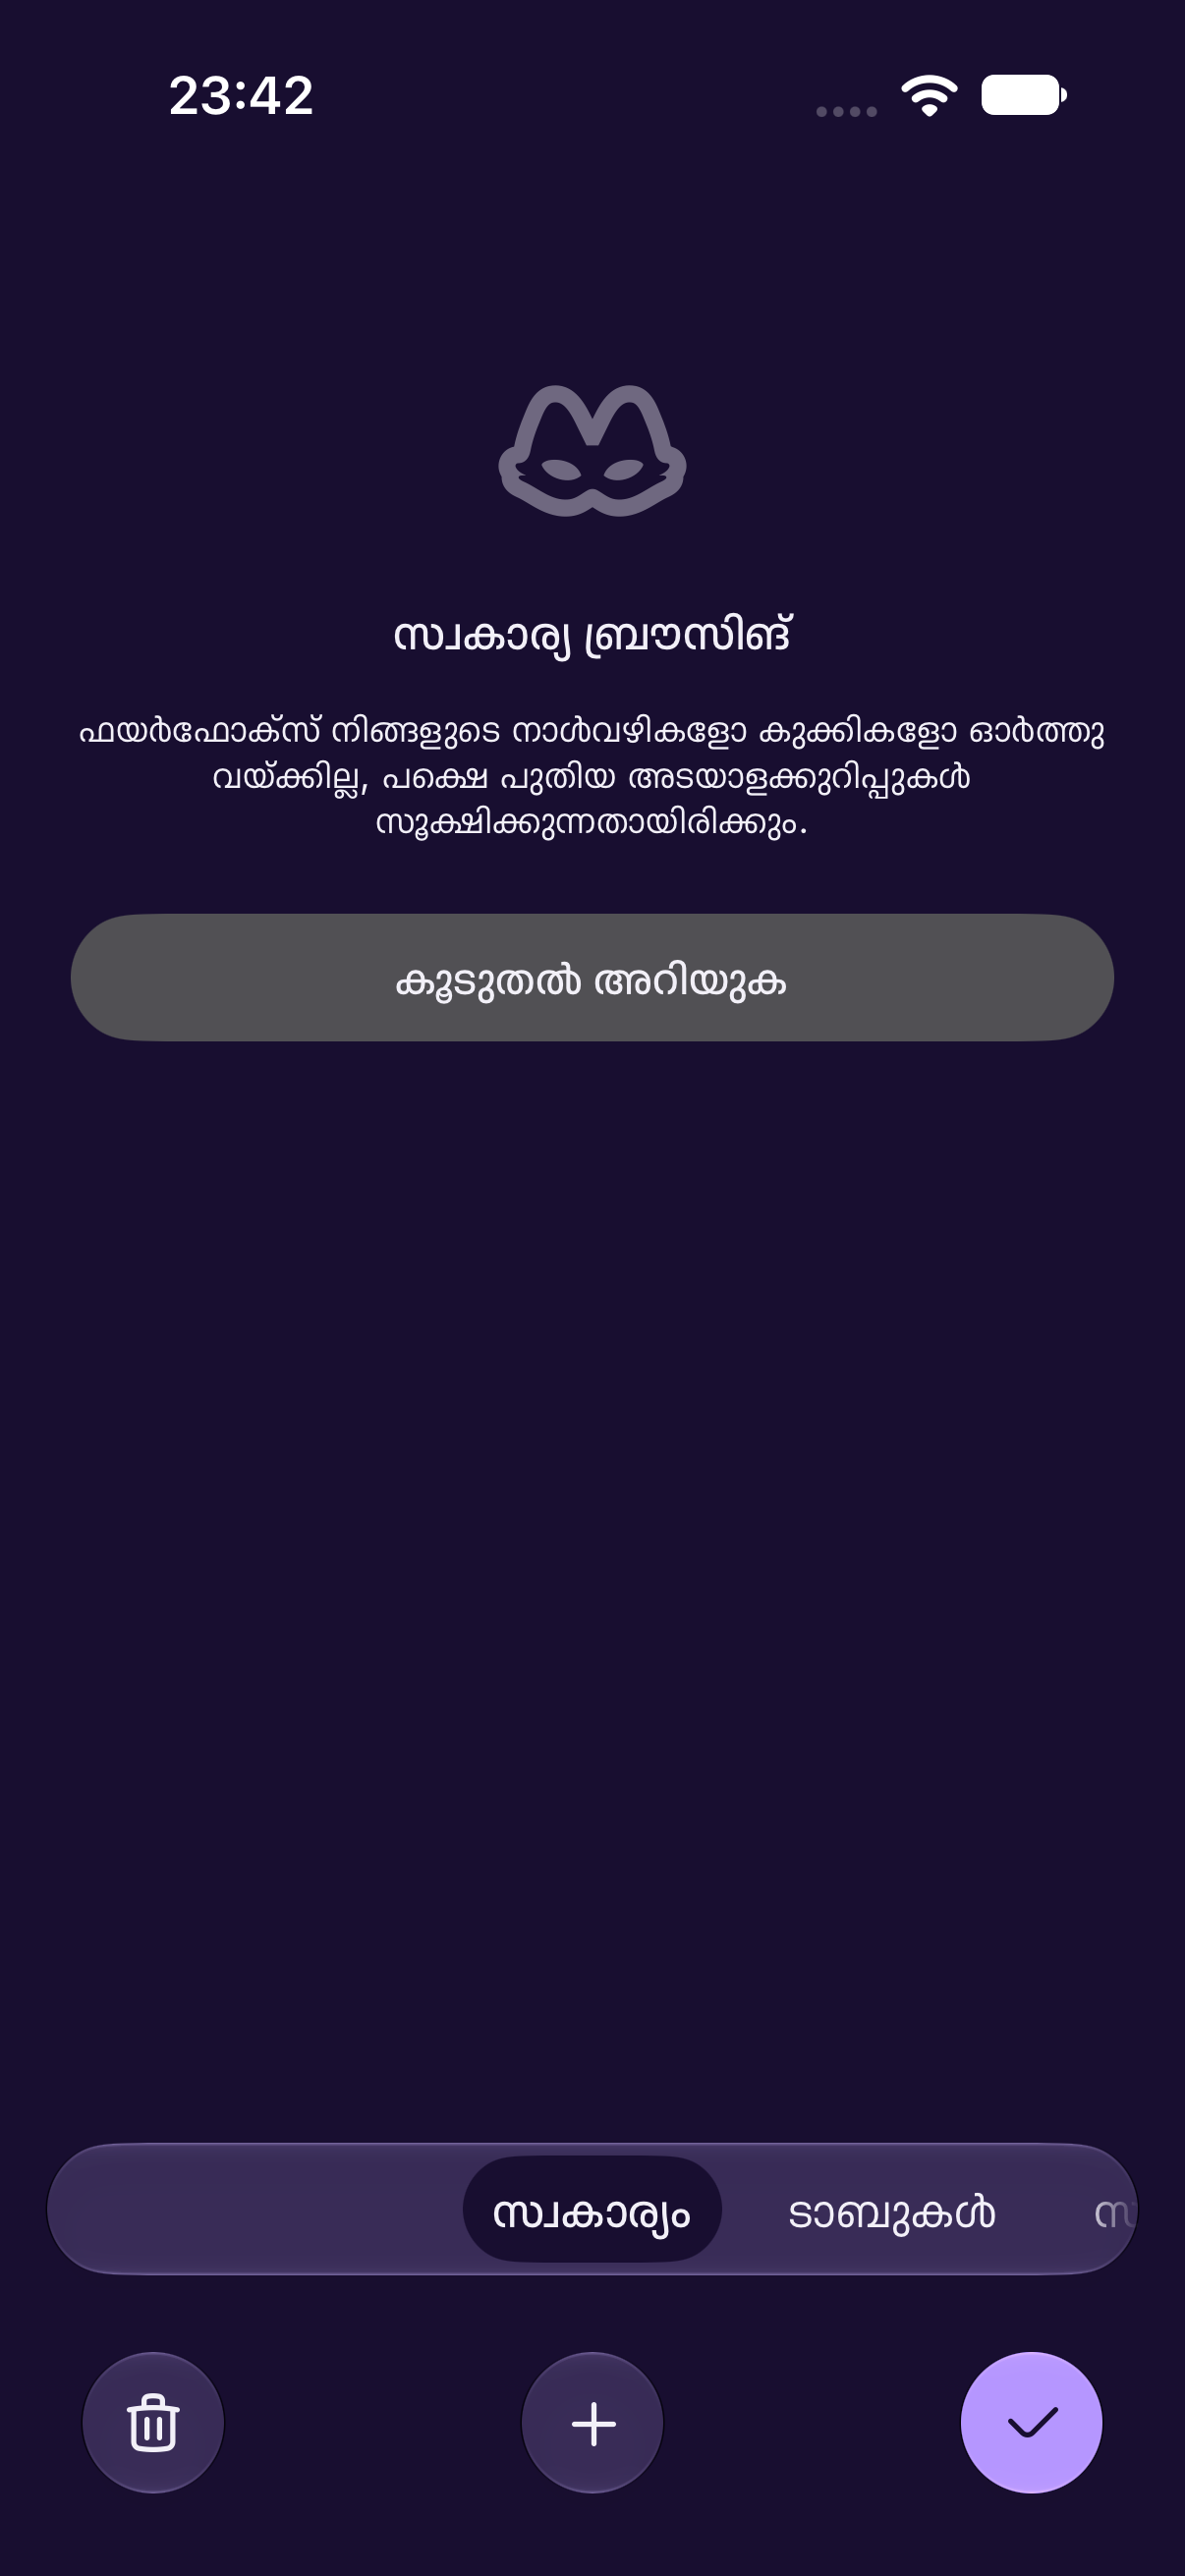 23:42
സ്വകാര്യ ബ്രൗസിങ്
ഫയർഫോക്സ് നിങ്ങളുടെ നാൾവഴികളോ കുക്കികളോ ഓർത്തു
വയ്ക്കില്ല, പക്ഷെ പുതിയ അടയാളക്കുറിപ്പുകൾ
സൂക്ഷിക്കുന്നതായിരിക്കും.
കൂടുതൽ അറിയുക
സ്വകാര്യം ടാബുകൾ